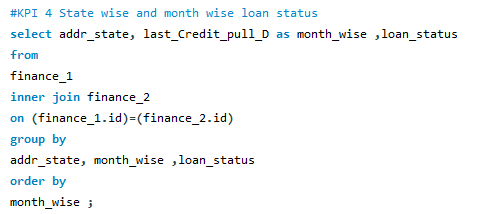 #KPI 4 State wise and month wise loan status
select addr_state, last_Credit_pull_D as month_wise ,loan_status
from
finance_1
inner join finance_2
on (finance_1.id)=(finance_2.id)
group by
addr_state, month_wise ,loan_status
order by
month_wise ;